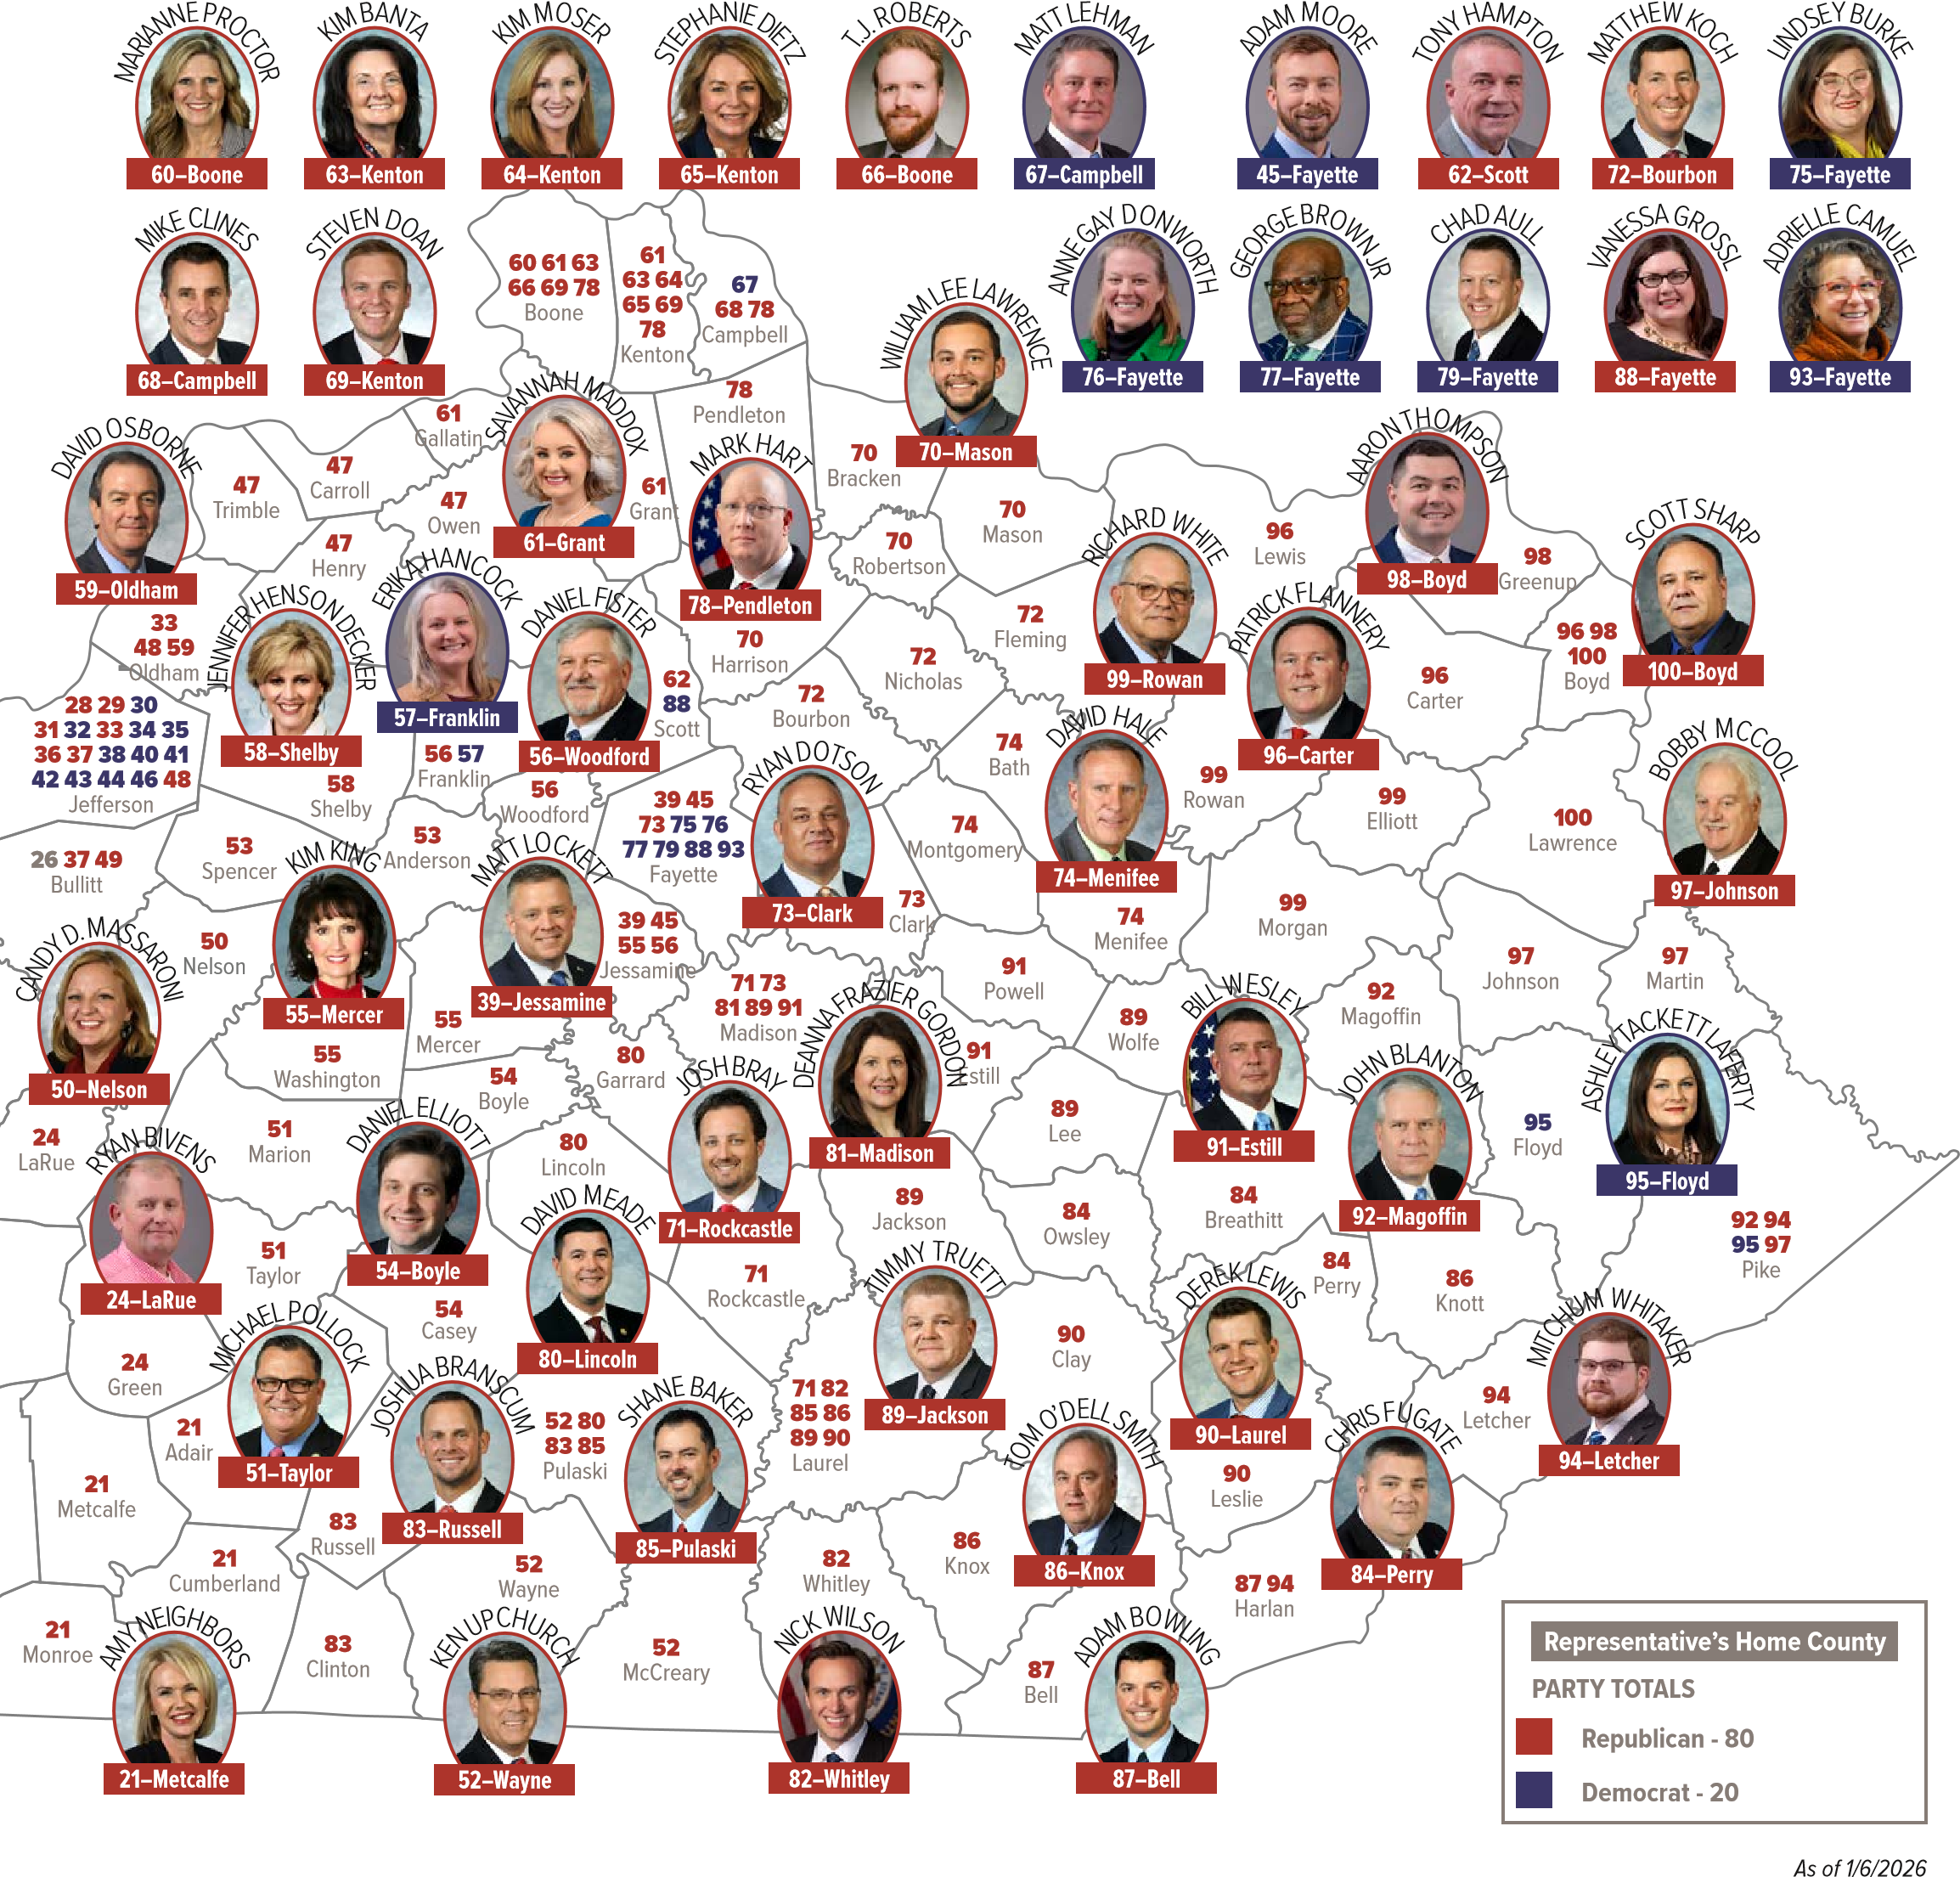 MARIANNE PROCTOR
60–Boone
KIM BANTA
63–Kenton
KIM MOSER
64–Kenton
STEPHANIE DIETZ
65–Kenton
T.J. ROBERTS
66–Boone
MATT LEHMAN
67–Campbell
ADAM MOORE
45–Fayette
TONY HAMPTON
62–Scott
MATTHEW KOCH
72–Bourbon
LINDSEY BURKE
75–Fayette
MIKE CLINES
68–Campbell
STEVEN DOAN
69–Kenton
60 61 63
66 69 78
Boone
61
63 64
65 69
78
Kenton
67
68 78
Campbell
WILLIAM LEE LAWRENCE
70–Mason
ANNE GAY DONWORTH
76–Fayette
GEORGE BROWN JR
77–Fayette
CHAD AULL
79–Fayette
VANESSA GROSSL
88–Fayette
ADRIELLE CAMUEL
93–Fayette
DAVID OSBORNE
59–Oldham
47
Trimble
47
Carroll
61
Gallatin
47
Owen
SAVANNAH MADDOX
61–Grant
61
Grant
78
Pendleton
MARK HART
78–Pendleton
70
Bracken
70
Mason
70
Robertson
RICHARD WHITE
99–Rowan
96
Lewis
AARON THOMPSON
98–Boyd
98
Greenup
SCOTT SHARP
100–Boyd
47
Henry
33
48 59
Oldham
JENNIFER HENSON DECKER
58–Shelby
ERIKA HANCOCK
57–Franklin
DANIEL FISTER
56–Woodford
62
88
Scott
70
Harrison
72
Nicholas
72
Fleming
PATRICK FLANNERY
96–Carter
96
Carter
96 98
100
Boyd
28 29 30
31 32 33 34 35
36 37 38 40 41
42 43 44 46 48
Jefferson
58
Shelby
56 57
Franklin
56
Woodford
72
Bourbon
74
Bath
DAVID HALE
74–Menifee
99
Rowan
99
Elliott
100
Lawrence
BOBBY MCCOOL
97–Johnson
26 37 49
Bullitt
53
Spencer
53
Anderson
KIM KING
55–Mercer
MATT LOCKETT
39–Jessamine
39 45
73 75 76
77 79 88 93
Fayette
RYAN DOTSON
73–Clark
73
Clark
74
Montgomery
74
Menifee
99
Morgan
97
Johnson
97
Martin
CANDY D. MASSARONI
50–Nelson
50
Nelson
39 45
55 56
Jessamine
55
Mercer
55
Washington
71 73
81 89 91
Madison
DEANNA FRAZIER GORDON
81–Madison
91
Powell
91
Estill
89
Wolfe
BILL WESLEY
91–Estill
92
Magoffin
JOHN BLANTON
92–Magoffin
ASHLEY TACKETT LAFFERTY
95–Floyd
95
Floyd
24
LaRue
RYAN BIVENS
24–LaRue
51
Marion
DANIEL ELLIOTT
54–Boyle
54
Boyle
80
Garrard
80
Lincoln
JOSH BRAY
71–Rockcastle
89
Lee
89
Jackson
84
Owsley
84
Breathitt
84
Perry
86
Knott
92 94
95 97
Pike
51
Taylor
DAVID MEADE
80–Lincoln
71
Rockcastle
TIMMY TRUETT
89–Jackson
90
Clay
DEREK LEWIS
90–Laurel
MITCHUM WHITAKER
94–Letcher
94
Letcher
24
Green
MICHAEL POLLOCK
51–Taylor
54
Casey
JOSHUA BRANSCUM
83–Russell
52 80
83 85
Pulaski
SHANE BAKER
85–Pulaski
71 82
85 86
89 90
Laurel
TOM O'DELL SMITH
86–Knox
90
Leslie
CHRIS FUGATE
84–Perry
21
Adair
21
Metcalfe
83
Russell
21
Cumberland
52
Wayne
82
Whitley
86
Knox
87 94
Harlan
21
Monroe
AMY NEIGHBORS
21–Metcalfe
83
Clinton
KEN UPCHURCH
52–Wayne
52
McCreary
NICK WILSON
82–Whitley
87
Bell
ADAM BOWLING
87–Bell
Representative's Home County
PARTY TOTALS
Republican - 80
Democrat - 20
As of 1/6/2026